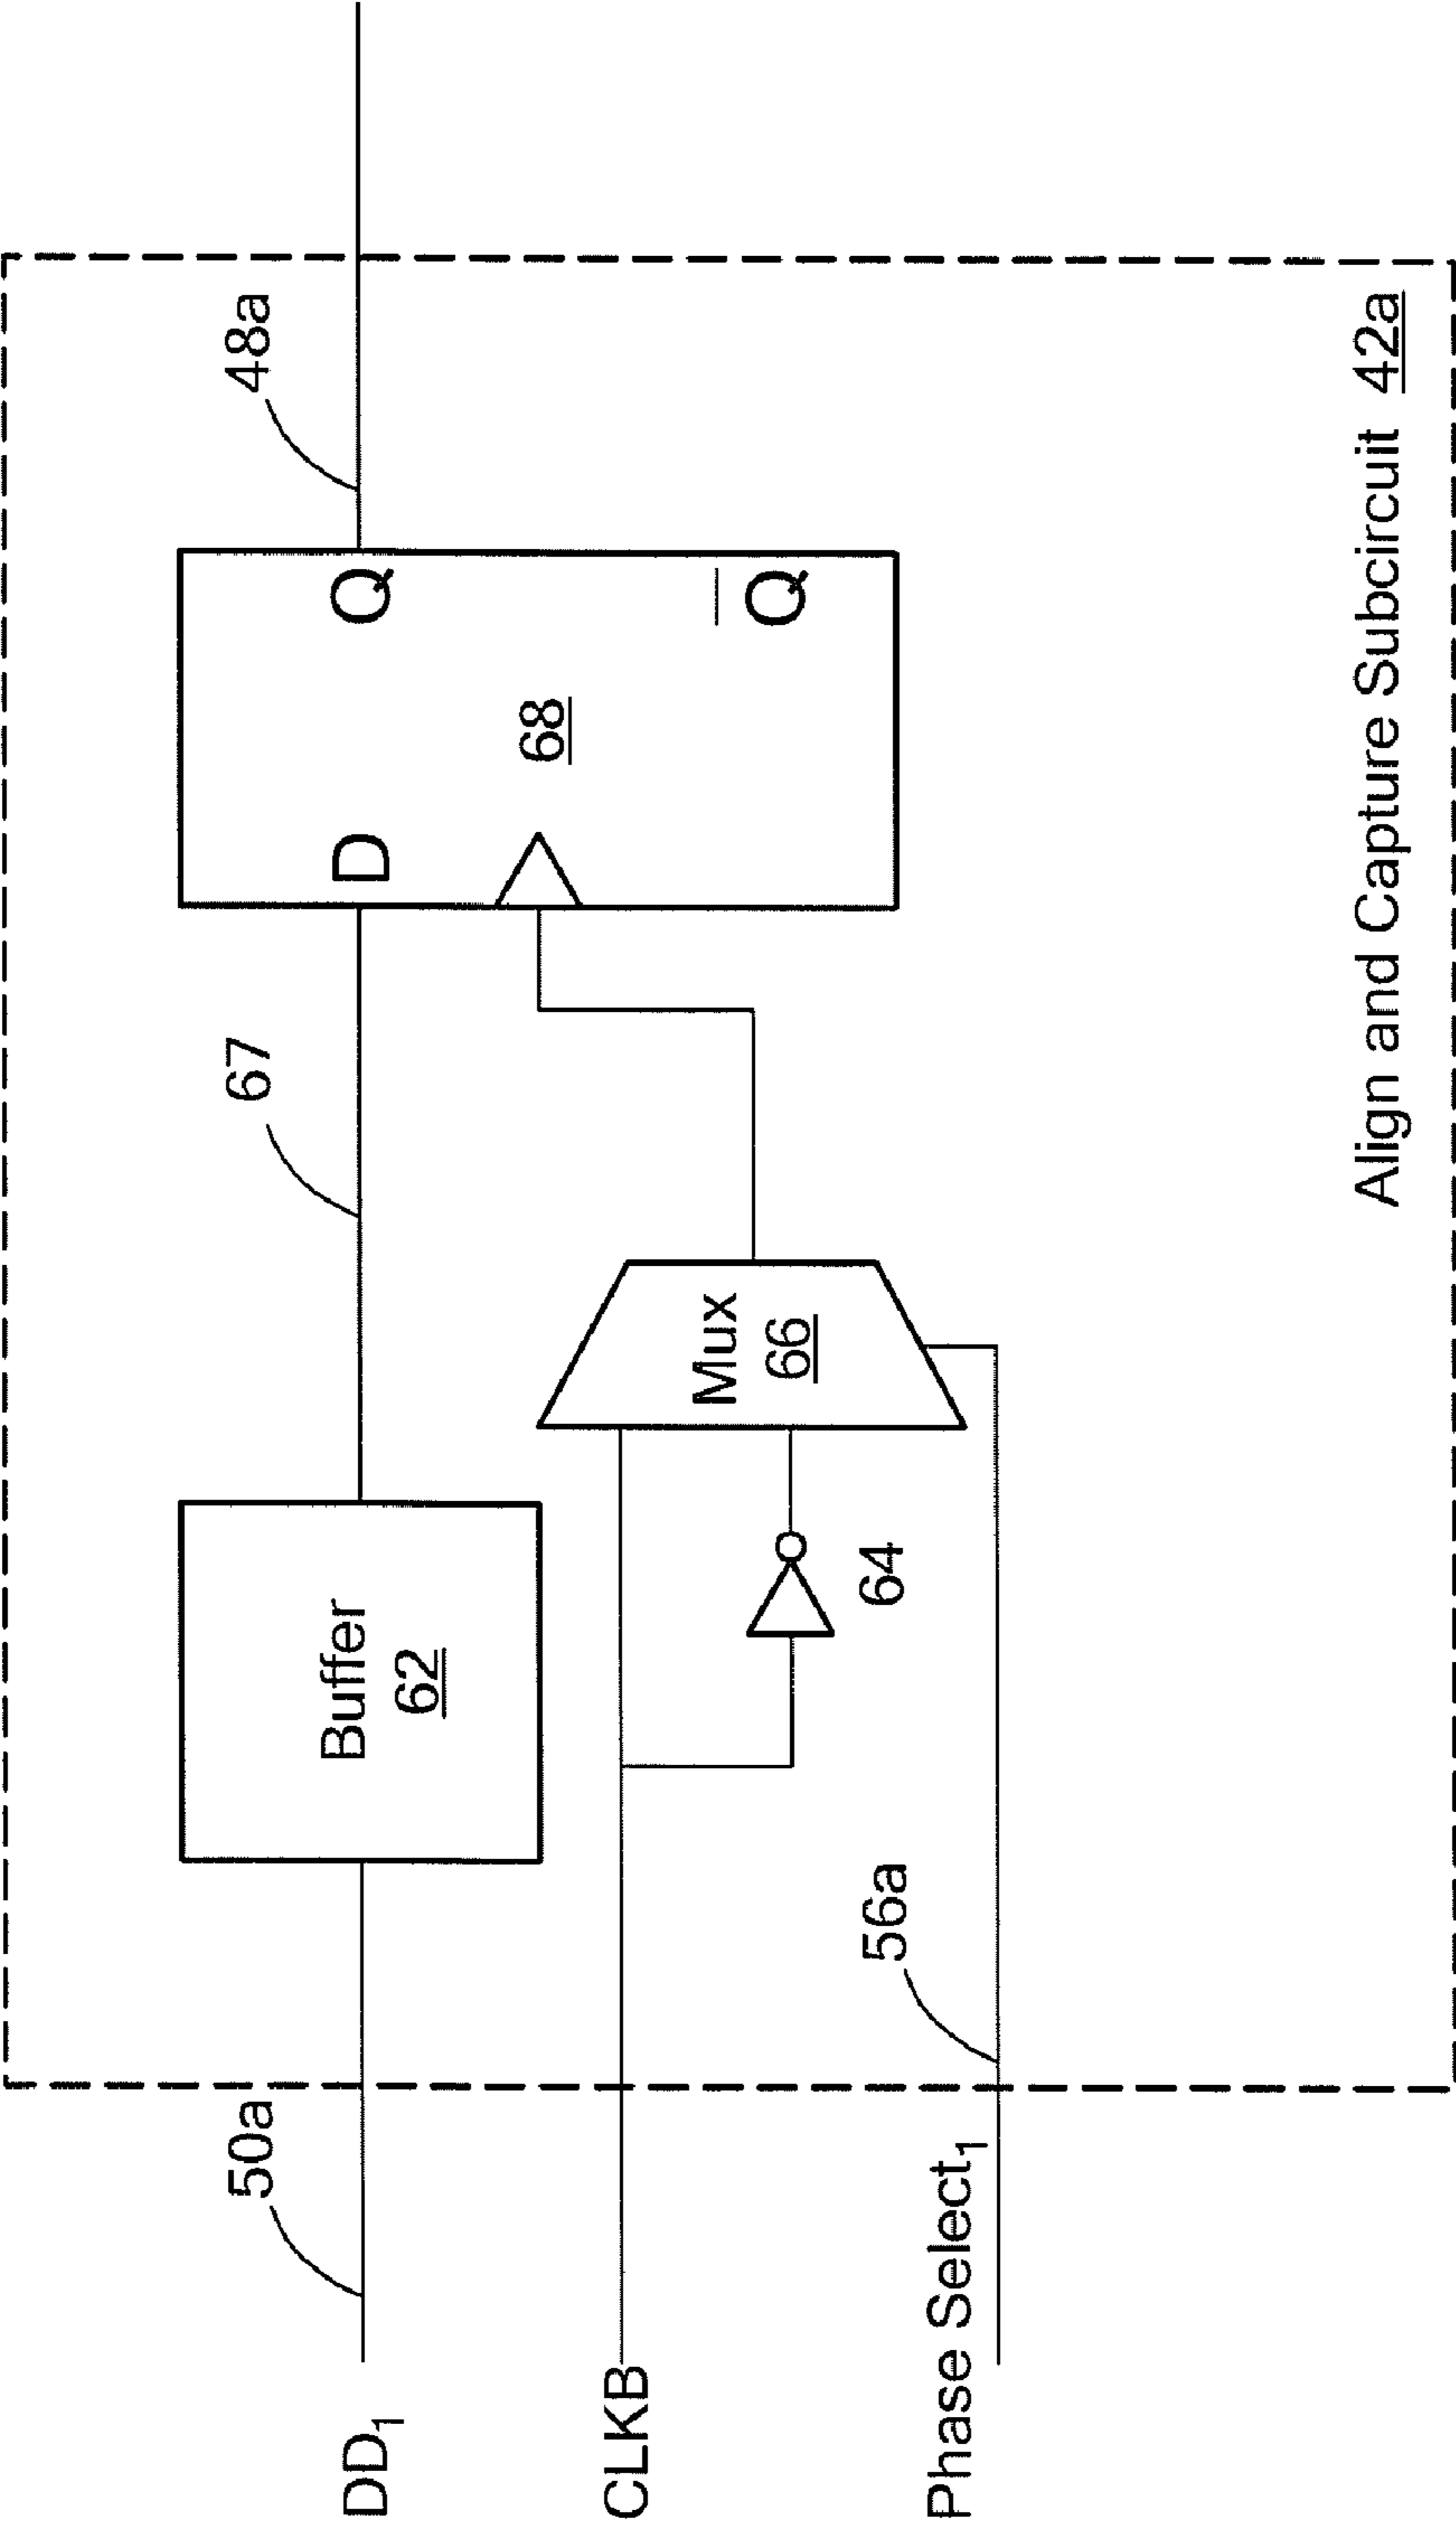 50a
DD1
Buffer
62
67
D
Q
48a
68
Q
CLKB
64
Mux
66
56a
Phase Select1
Align and Capture Subcircuit 42a